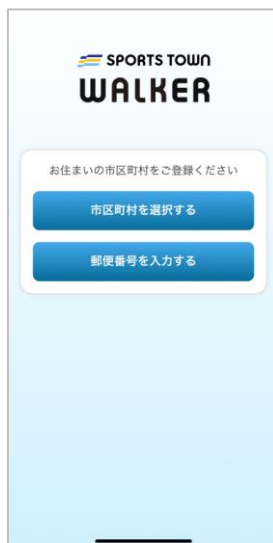 SPORTS TOWN
WALKER
お住まいの市区町村をご登録ください
市区町村を選択する
郵便番号を入力する